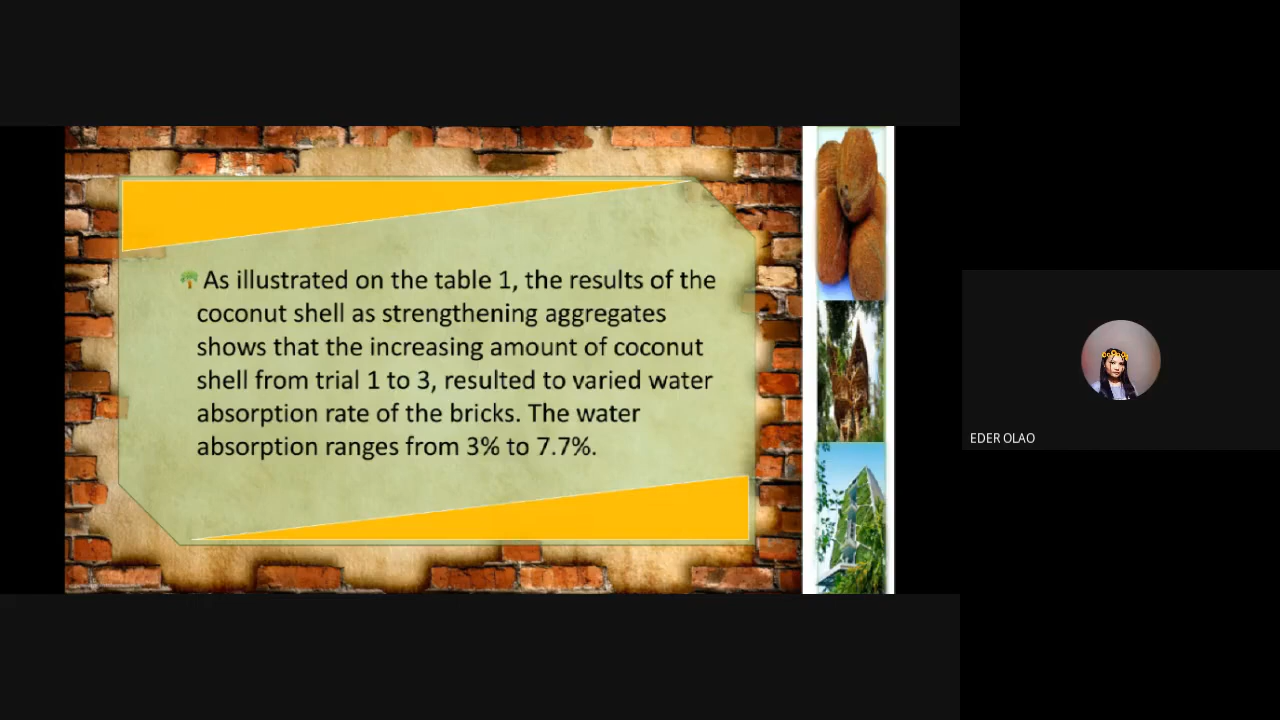 As illustrated on the table 1, the results of the
coconut shell as strengthening aggregates
shows that the increasing amount of coconut
shell from trial 1 to 3, resulted to varied water
absorption rate of the bricks. The water
absorption ranges from 3% to 7.7%.
EDER OLAO